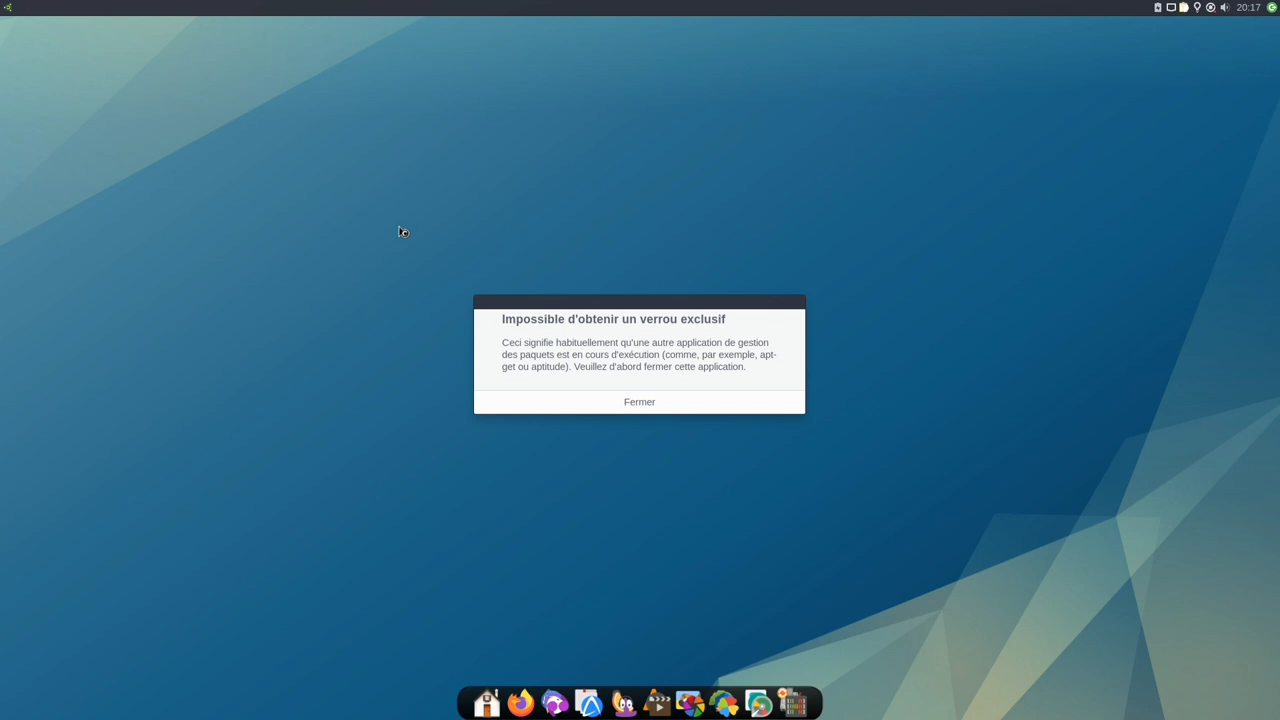 20:17
Impossible d'obtenir un verrou exclusif
Ceci signifie habituellement qu'une autre application de gestion
des paquets est en cours d'exécution (comme, par exemple, apt-
get ou aptitude). Veuillez d'abord fermer cette application.
Fermer